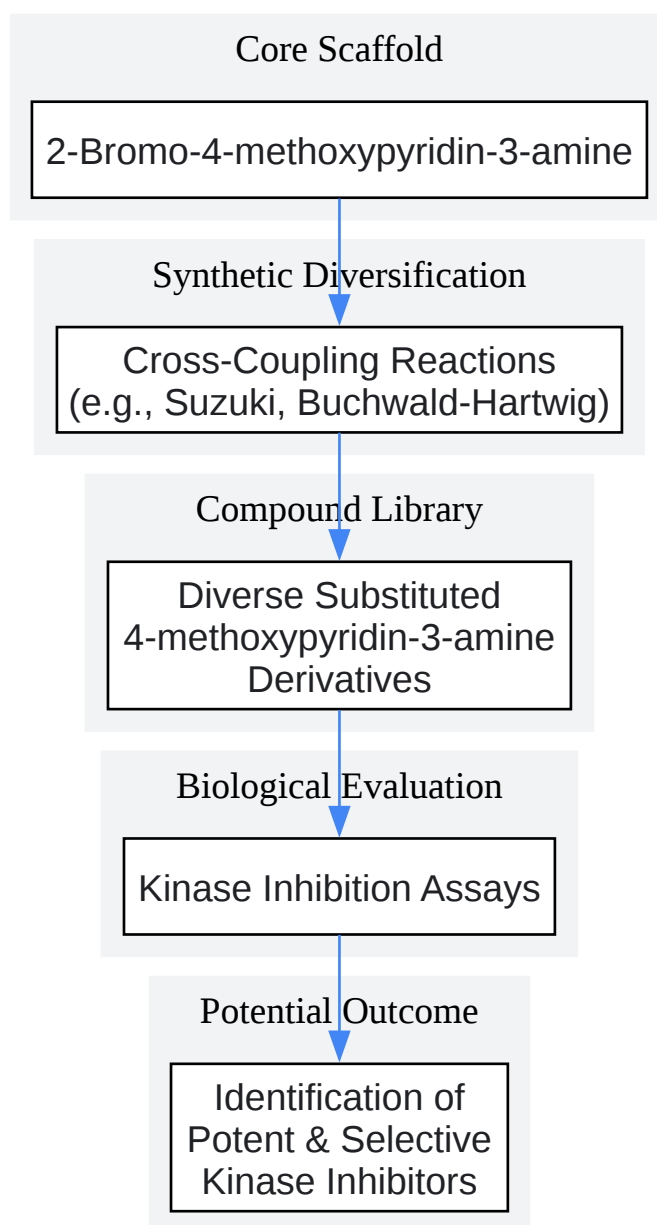 Core Scaffold
2-Bromo-4-methoxypyridin-3-amine
Synthetic Diversification
Cross-Coupling Reactions
(e.g., Suzuki, Buchwald-Hartwig)
Compound Library
Diverse Substituted
4-methoxypyridin-3-amine
Derivatives
Biological Evaluation
Kinase Inhibition Assays
Potential Outcome
Identification of
Potent & Selective
Kinase Inhibitors